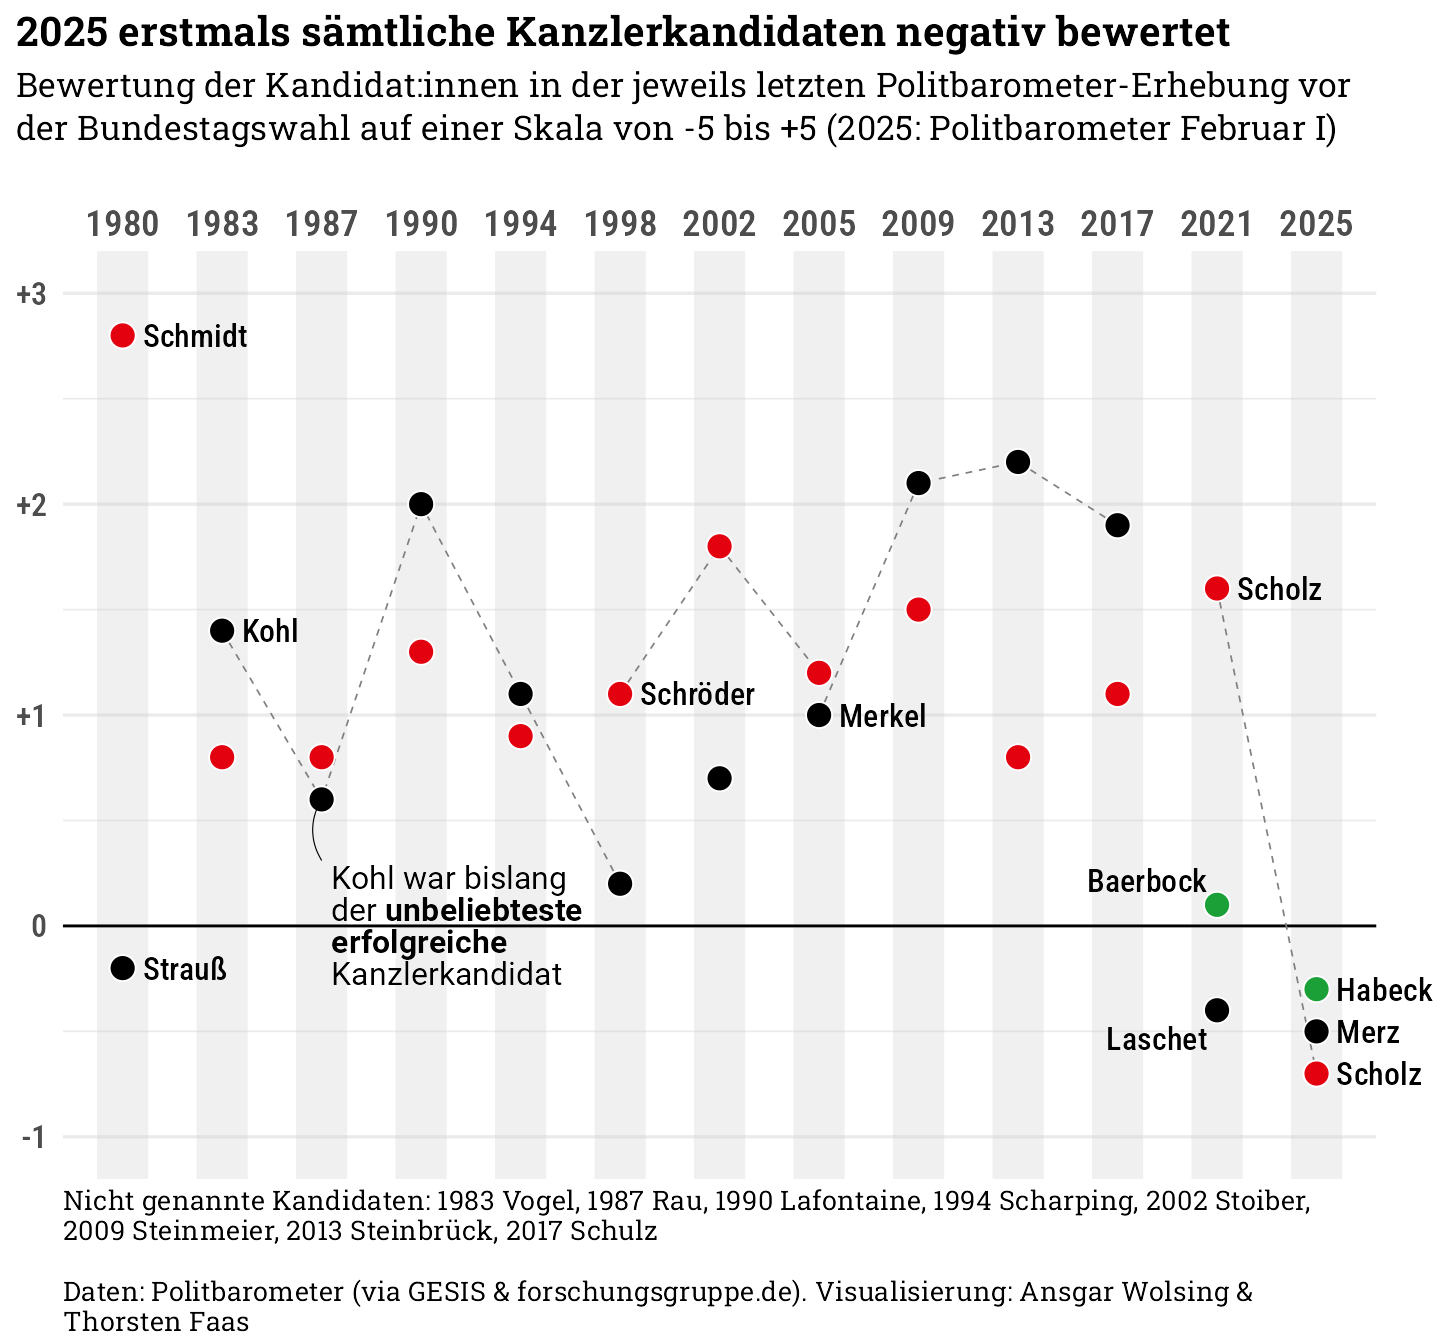 2025 erstmals sämtliche Kanzlerkandidaten negativ bewertet
Bewertung der Kandidat:innen in der jeweils letzten Politbarometer-Erhebung vor
der Bundestagswahl auf einer Skala von -5 bis +5 (2025: Politbarometer Februar I)
1980 1983 1987 1990 1994 1998 2002 2005 2009 2013 2017 2021 2025
+3
Schmidt
+2
Scholz
Kohl
Schröder
+1
Merkel
Kohl war bislang
der unbeliebteste
erfolgreiche
Kanzlerkandidat
Baerbock
0
Strauß
Habeck
Laschet
Merz
Scholz
-1
Nicht genannte Kandidaten: 1983 Vogel, 1987 Rau, 1990 Lafontaine, 1994 Scharping, 2002 Stoiber,
2009 Steinmeier, 2013 Steinbrück, 2017 Schulz
Daten: Politbarometer (via GESIS & forschungsgruppe.de). Visualisierung: Ansgar Wolsing &
Thorsten Faas